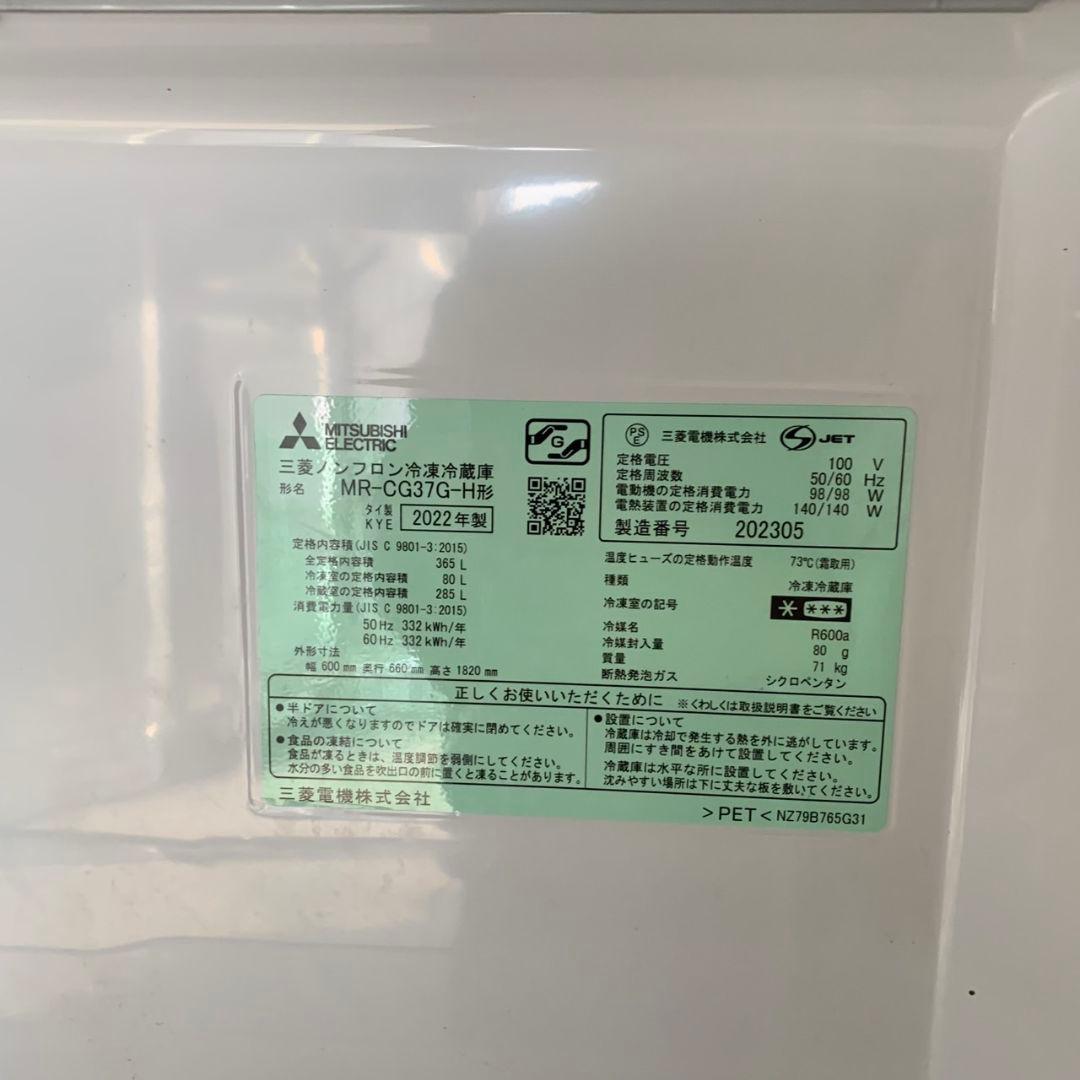 MITSUBISHI
ELECTRIC
三菱ノンフロン冷凍冷蔵庫
形名 MR-CG37G-H形
タイ製
KYE 2022年製
定格内容積(JIS C 9801-3:2015)
全定格内容積 365 L
冷凍室の定格内容積 80 L
冷蔵室の定格内容積 285 L
消費電力量(JIS C 9801-3:2015)
50Hz 332kWh/年
60Hz 332kWh/年
外形寸法
幅 600mm 奥行 660mm 高さ 1820mm
G
PS
E 三菱電機株式会社 S JET
定格電圧 100 V
定格周波数 50/60 Hz
電動機の定格消費電力 98/98 W
電熱装置の定格消費電力 140/140 W
製造番号 202305
温度ヒューズの定格動作温度 73℃(霜取用)
種類 冷凍冷蔵庫
冷凍室の記号 * ***
冷媒名 R600a
冷媒封入量 80 g
質量 71 kg
断熱発泡ガス シクロペンタン
正しくお使いいただくために ※くわしくは取扱説明書をご覧ください
●半ドアについて
冷えが悪くなりますのでドアは確実に閉めてください。
●食品の凍結について
食品が凍るときは、温度調節を弱側にしてください。
水分の多い食品を吹出口の前に置くと凍ることがあります。
●設置について
冷蔵庫は冷却で発生する熱を外に逃がしています。
周囲にすき間をあけて設置してください。
冷蔵庫は水平な所に設置してください。
沈みやすい場所は下に丈夫な板を敷いてください。
三菱電機株式会社
>PET< NZ79B765G31